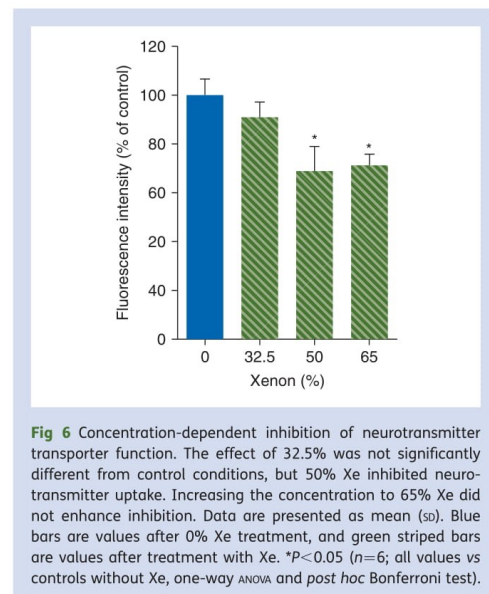 120
100
80
60
20
40
0
Fluorescence intensity (% of control)
*
*
0 32.5 50 65
Xenon (%)
Fig 6 Concentration-dependent inhibition of neurotransmitter
transporter function. The effect of 32.5% was not significantly
different from control conditions, but 50% Xe inhibited neuro-
transmitter uptake. Increasing the concentration to 65% Xe did
not enhance inhibition. Data are presented as mean (SD). Blue
bars are values after 0% Xe treatment, and green striped bars
are values after treatment with Xe. *P<0.05 (n=6; all values vs
controls without Xe, one-way ANOVA and post hoc Bonferroni test).